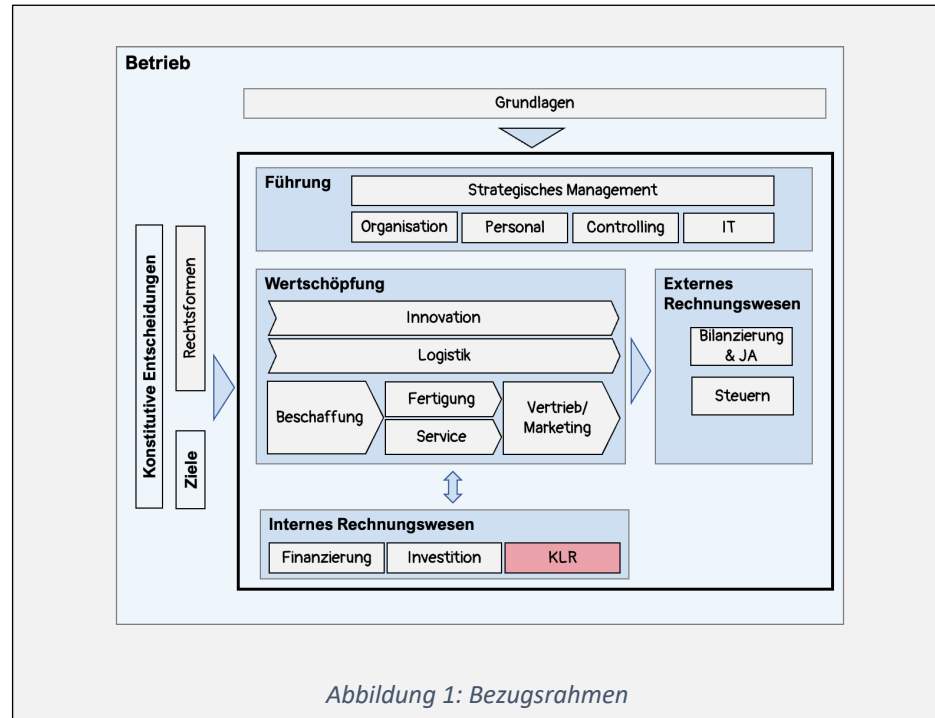 Betrieb
Grundlagen
Führung
Strategisches Management
Organisation
Personal
Controlling
IT
Konstitutive Entscheidungen
Rechtsformen
Ziele
Wertschöpfung
Innovation
Logistik
Beschaffung
Fertigung
Service
Vertrieb/
Marketing
Externes
Rechnungswesen
Bilanzierung
& JA
Steuern
Internes Rechnungswesen
Finanzierung
Investition
KLR
Abbildung 1: Bezugsrahmen